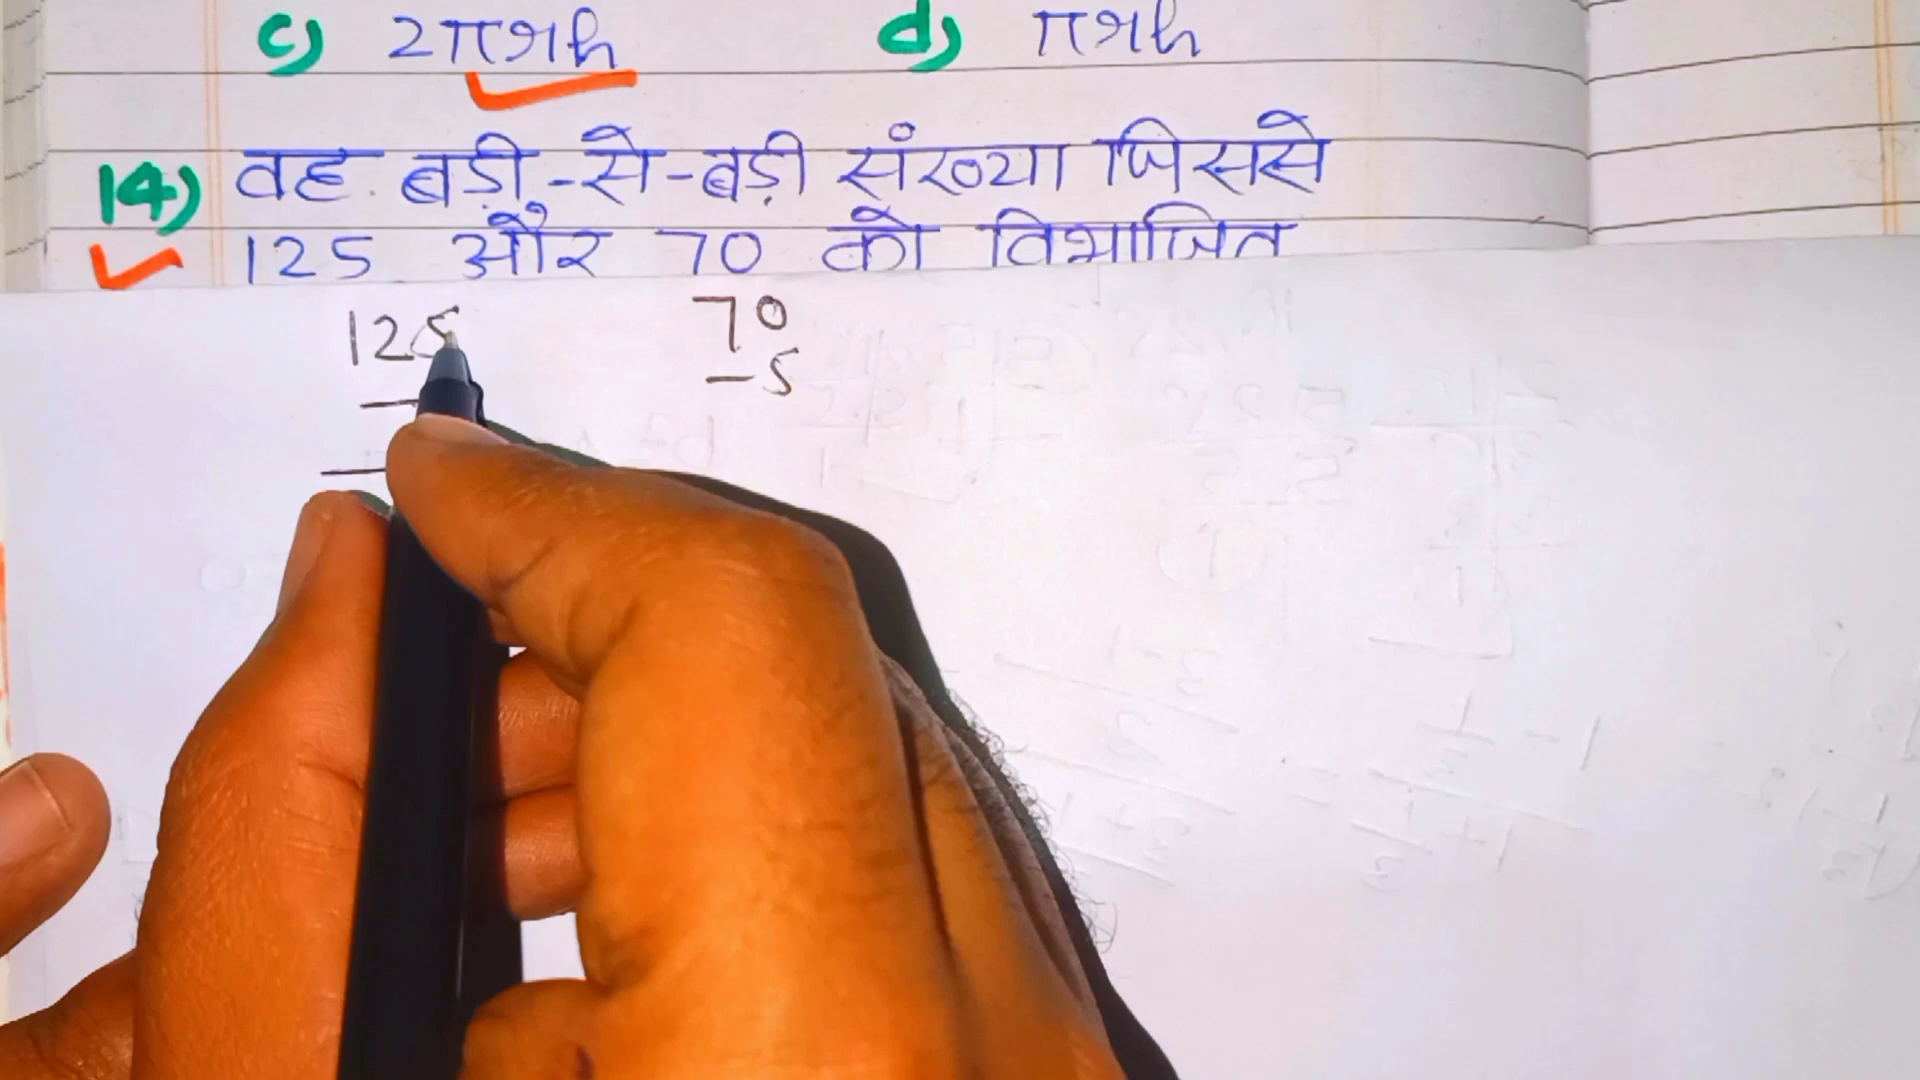 c) 2πrh d) πrh
14) वह बड़ी-से-बड़ी संख्या जिससे
125 और 70 को विभाजित
125 70
- 5